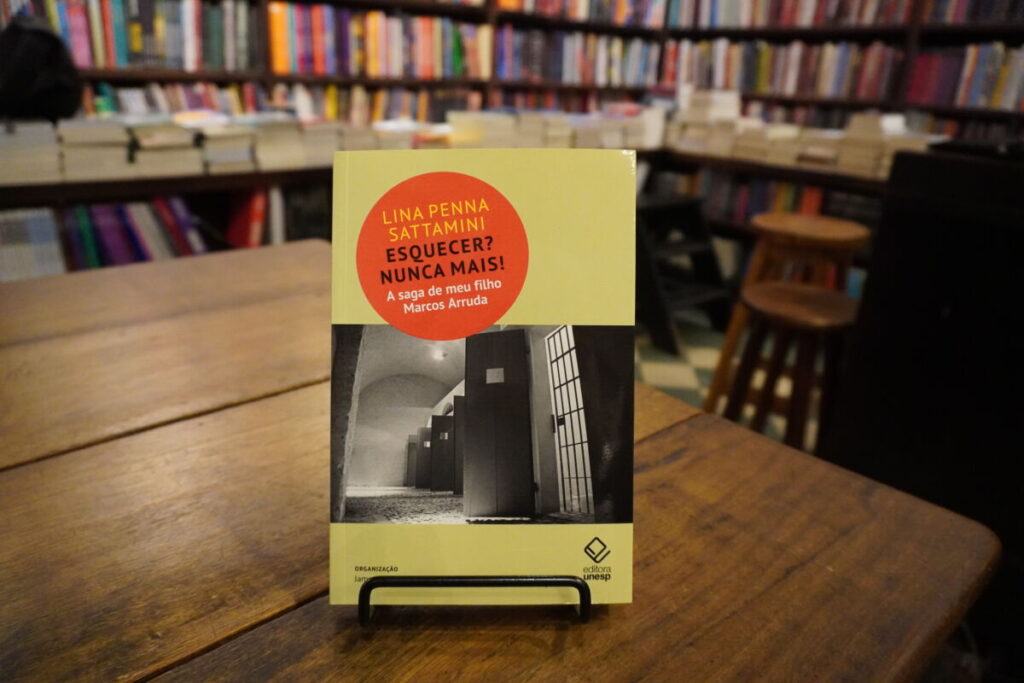 LINA PENNA
SATTAMINI
ESQUECER?
NUNCA MAIS!
A saga de meu filho
Marcos Arruda
ORGANIZAÇÃO
editora
unesp